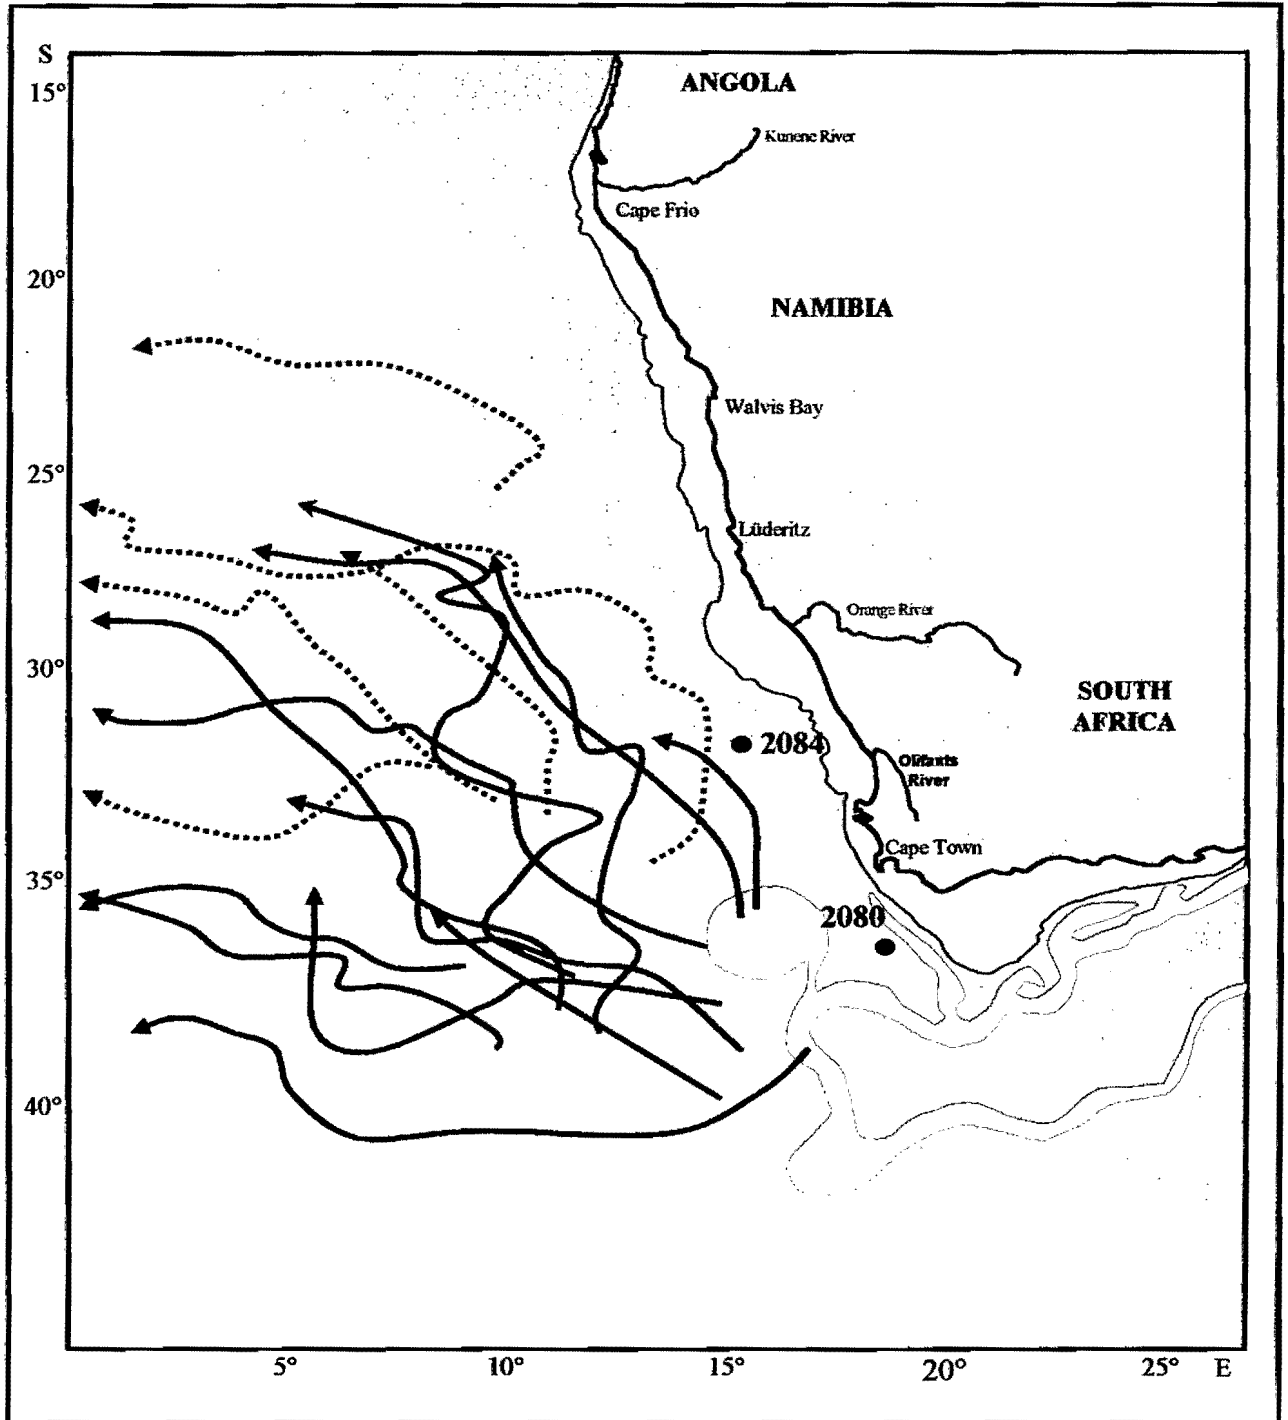 S
15°
ANGOLA
Kunene River
Cape Frio
20°
NAMIBIA
Walvis Bay
25°
Lüderitz
Orange River
30°
SOUTH
AFRICA
2084
Olifants
River
Cape Town
35°
2080
40°
5°
10°
15°
20°
25°
E